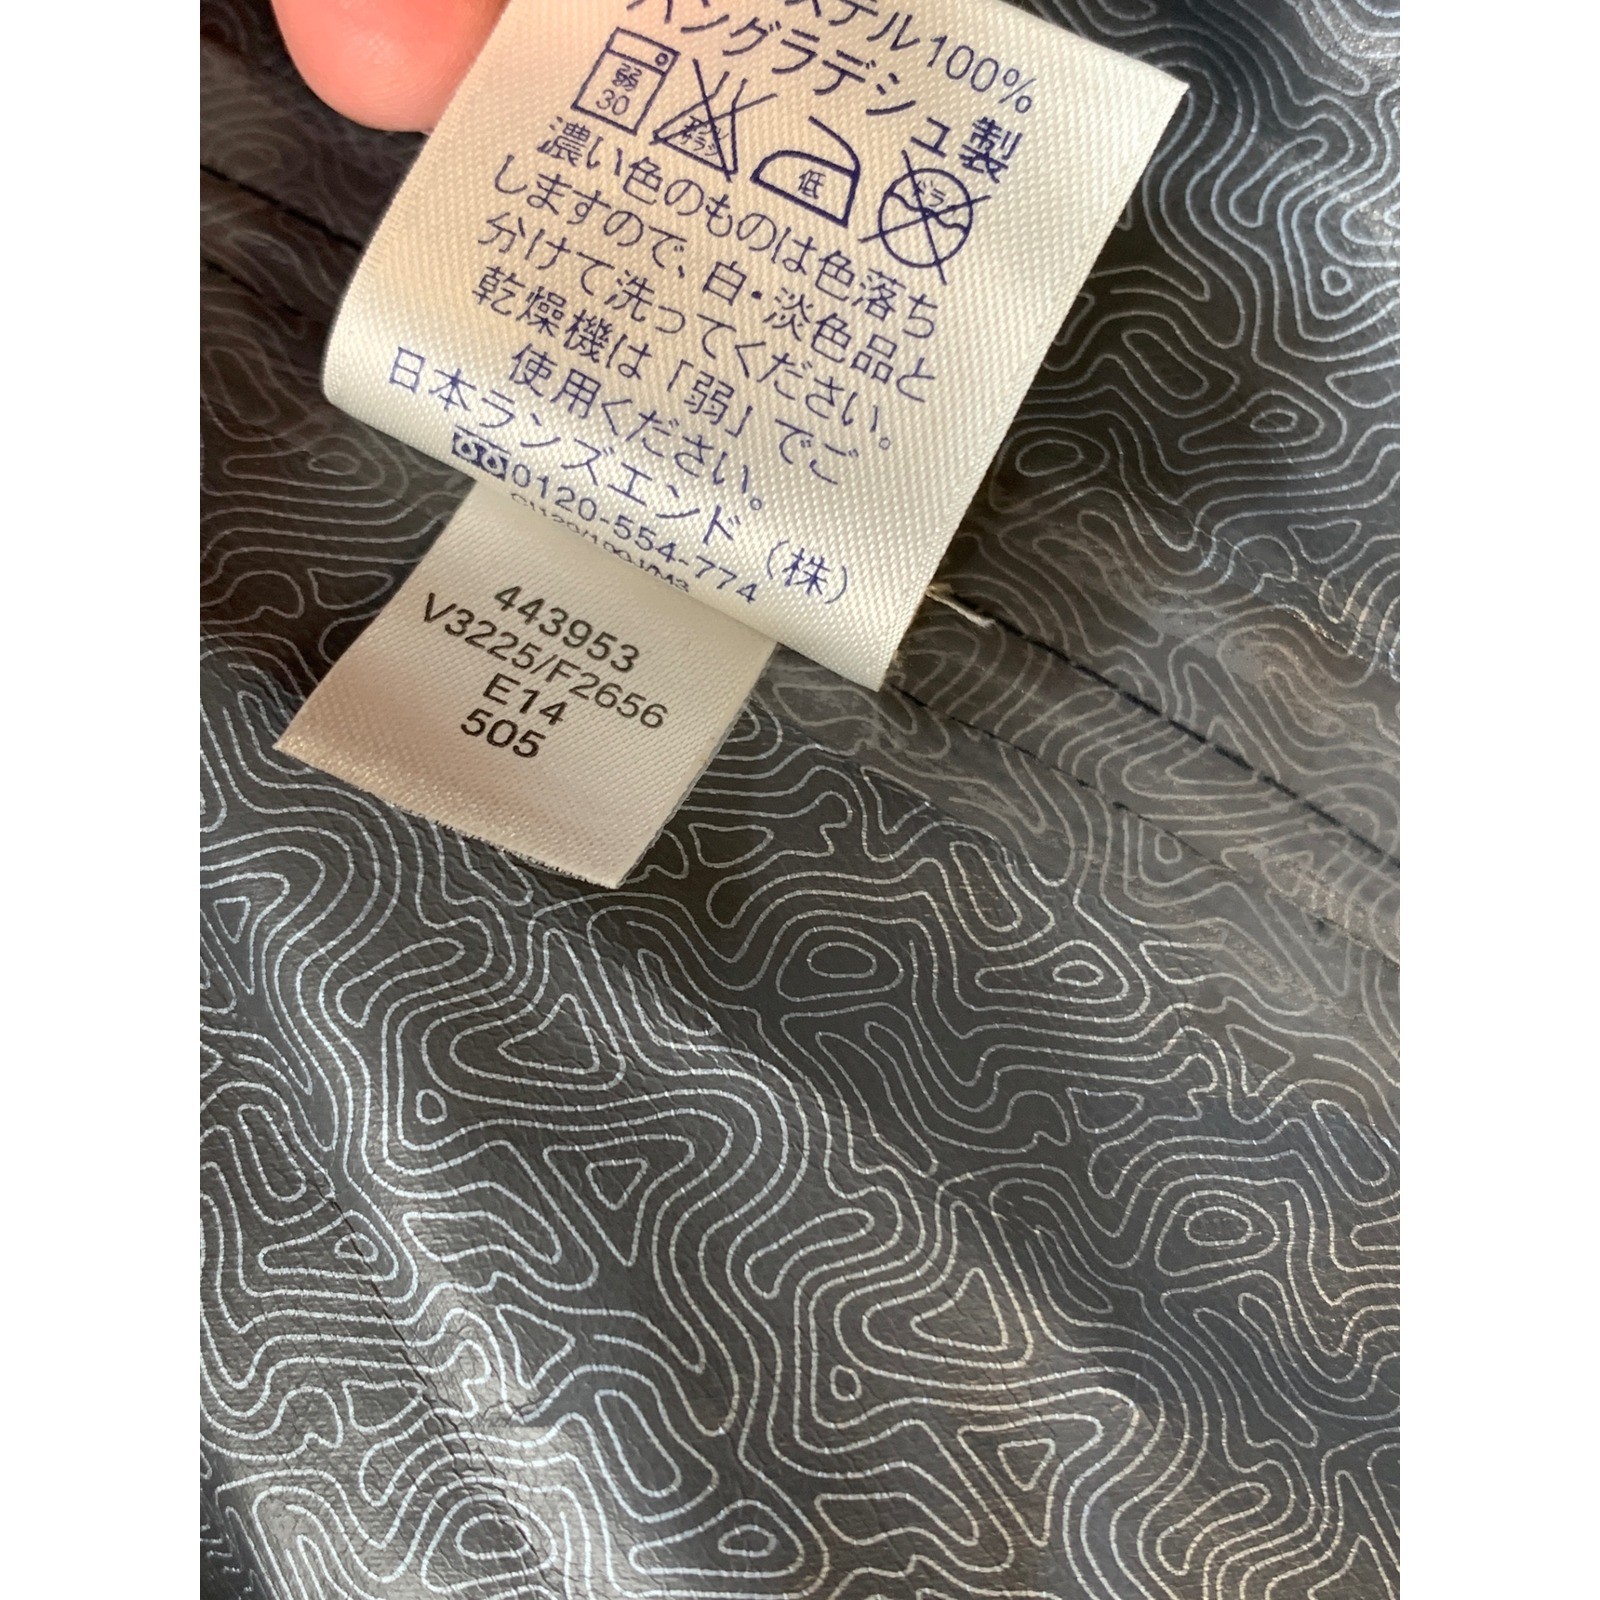 ステル100%
バングラデシュ製
弱
30
低
濃い色のものは色落ち
しますので、白・淡色品と
分けて洗ってください。
乾燥機は「弱」でご
使用ください。
日本ランズエンド（株）
0120-554-774
443953
V3225/F2656
E14
505